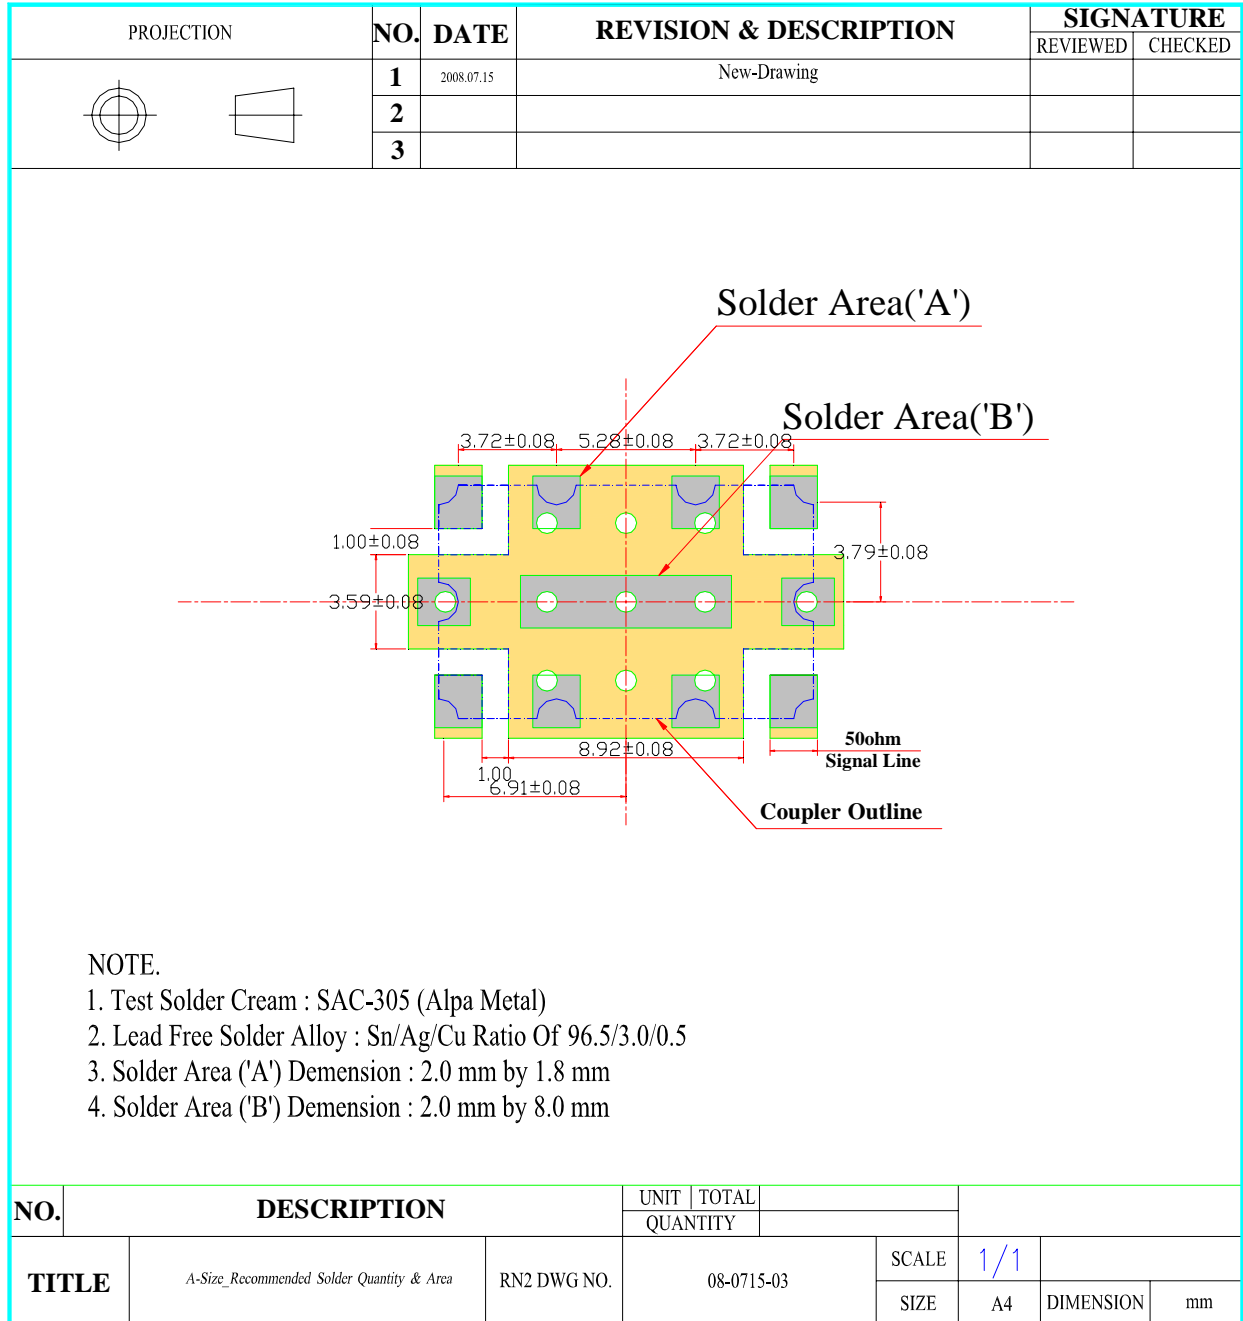 PROJECTION
NO. DATE REVISION & DESCRIPTION SIGNATURE
REVIEWED CHECKED
1 2008.07.15 New-Drawing
2
3
Solder Area('A')
Solder Area('B')
3.72±0.08 5.28±0.08 3.72±0.08
1.00±0.08
3.79±0.08
3.59±0.08
8.92±0.08
50ohm
Signal Line
1.00
6.91±0.08
Coupler Outline
NOTE.
1. Test Solder Cream : SAC-305 (Alpa Metal)
2. Lead Free Solder Alloy : Sn/Ag/Cu Ratio Of 96.5/3.0/0.5
3. Solder Area ('A') Demension : 2.0 mm by 1.8 mm
4. Solder Area ('B') Demension : 2.0 mm by 8.0 mm
NO. DESCRIPTION UNIT TOTAL
QUANTITY
TITLE A-Size_Recommended Solder Quantity & Area RN2 DWG NO. 08-0715-03 SCALE 1/1
SIZE A4 DIMENSION mm